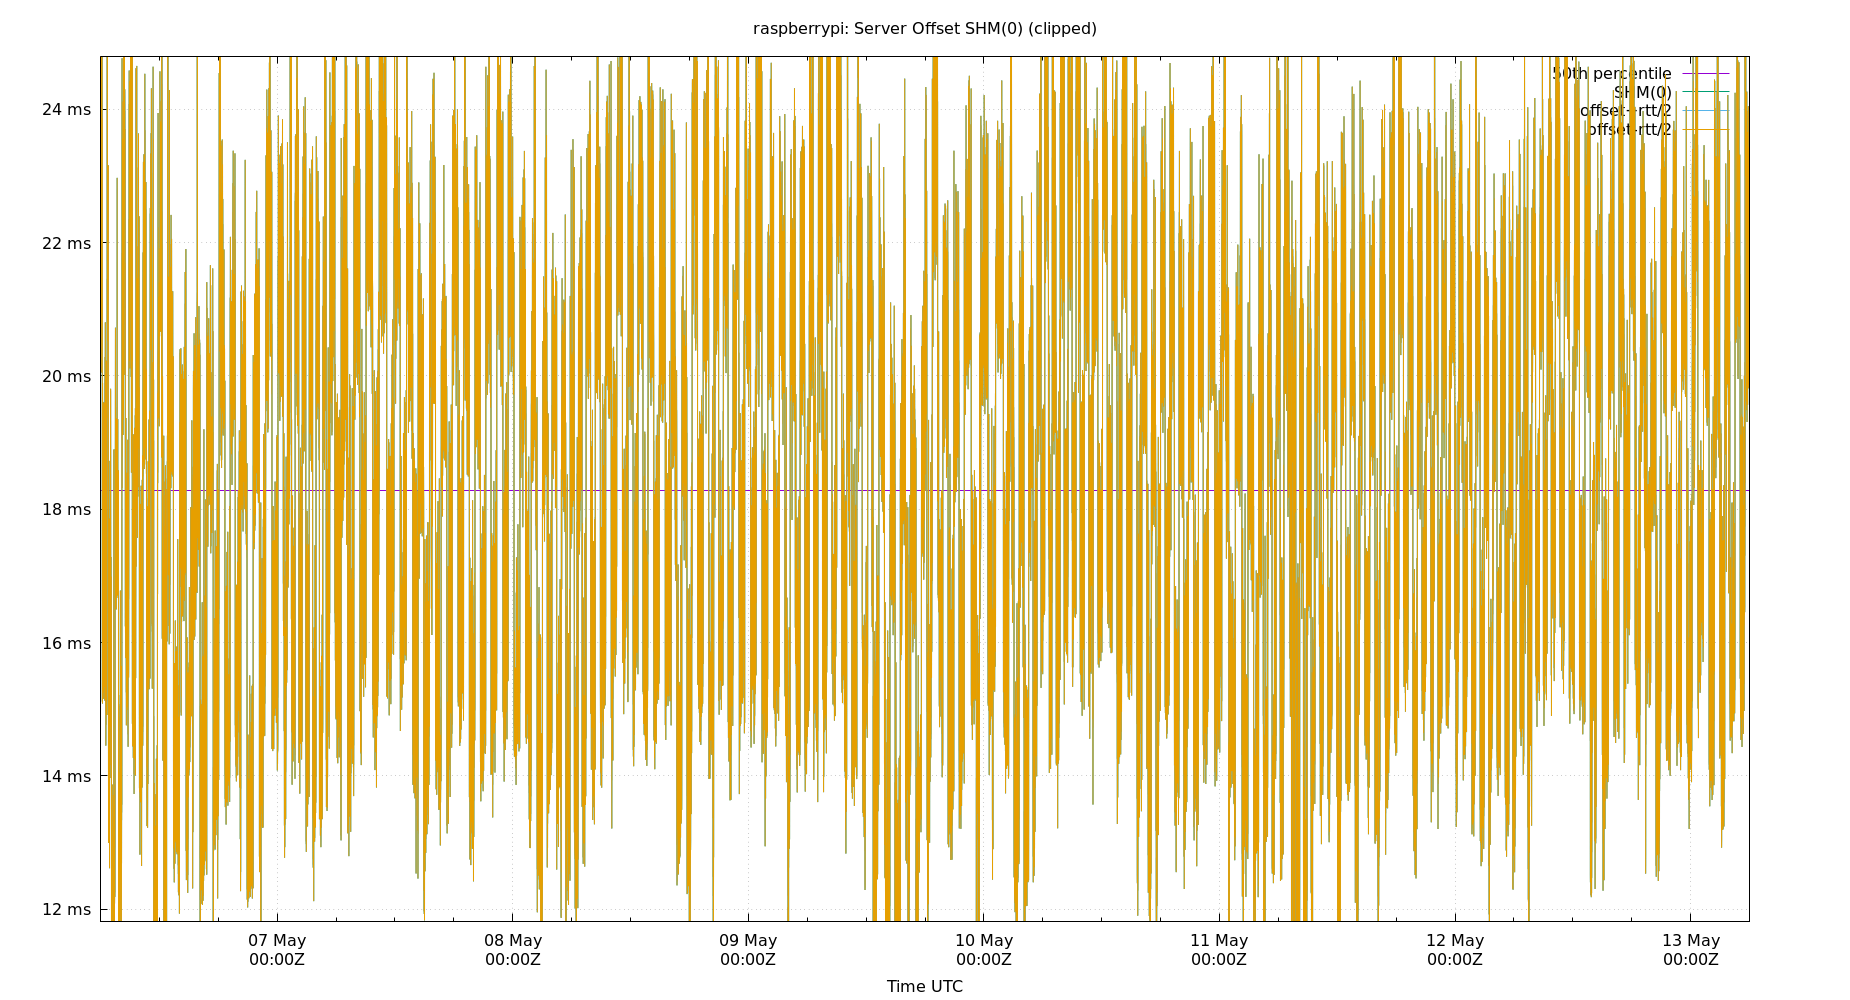 raspberrypi: Server Offset SHM(0) (clipped)
50th percentile
SHM(0)
offset+rtt/2
offset-rtt/2
24 ms
22 ms
20 ms
18 ms
16 ms
14 ms
12 ms
07 May 08 May 09 May 10 May 11 May 12 May 13 May
00:00Z 00:00Z 00:00Z 00:00Z 00:00Z 00:00Z 00:00Z
Time UTC